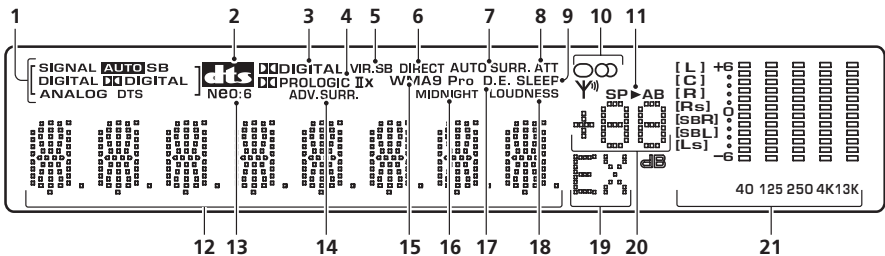 1 2 3 4 5 6 7 8 9 10 11
SIGNAL AUTO SB dts DIGITAL VIR.SB DIRECT AUTO SURR. ATT
DIGITAL DIGITAL Neo:6 PROLOGIC IIx WMA9 Pro D.E. SLEEP
ANALOG DTS ADV.SURR. MIDNIGHT LOUDNESS
SP►AB
EX
dB
[L] +6
[C]
[R]
[Rs] 0
[SBR]
[SBL]
[Ls] -6
40 125 250 4K 13K
12 13 14 15 16 17 18 19 20 21